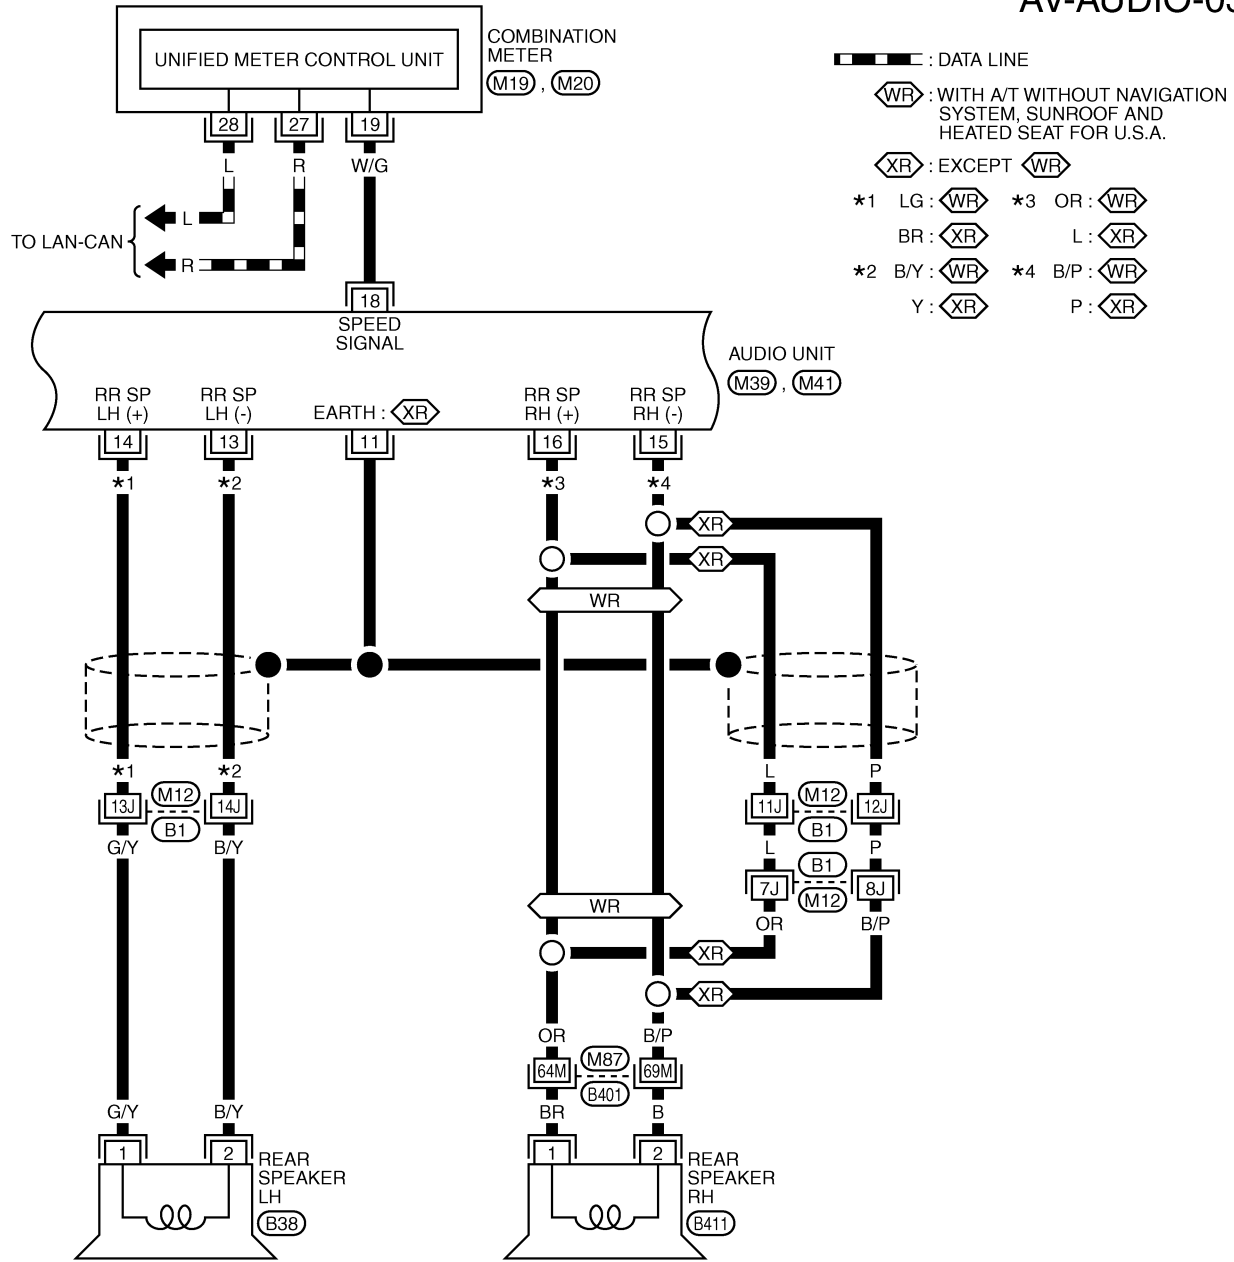 AV-AUDIO-03
COMBINATION
METER
M19 , M20
UNIFIED METER CONTROL UNIT
28 27 19
L R W/G
TO LAN-CAN
L
R
: DATA LINE
WR : WITH A/T WITHOUT NAVIGATION
SYSTEM, SUNROOF AND
HEATED SEAT FOR U.S.A.
XR : EXCEPT WR
*1 LG : WR *3 OR : WR
BR : XR L : XR
*2 B/Y : WR *4 B/P : WR
Y : XR P : XR
18
SPEED
SIGNAL
AUDIO UNIT
M39 , M41
RR SP
LH (+)
RR SP
LH (-)
EARTH : XR
RR SP
RH (+)
RR SP
RH (-)
14 13 11 16 15
*1 *2 *3 *4
XR
XR
WR
*1 *2 L P
13J M12 14J 11J M12 12J
B1 B1
G/Y B/Y L P
B1
7J M12 8J
WR
OR B/P
XR
XR
OR B/P
64M M87 69M
B401
BR B
G/Y B/Y
1 2
REAR
SPEAKER
LH
B38
1 2
REAR
SPEAKER
RH
B411